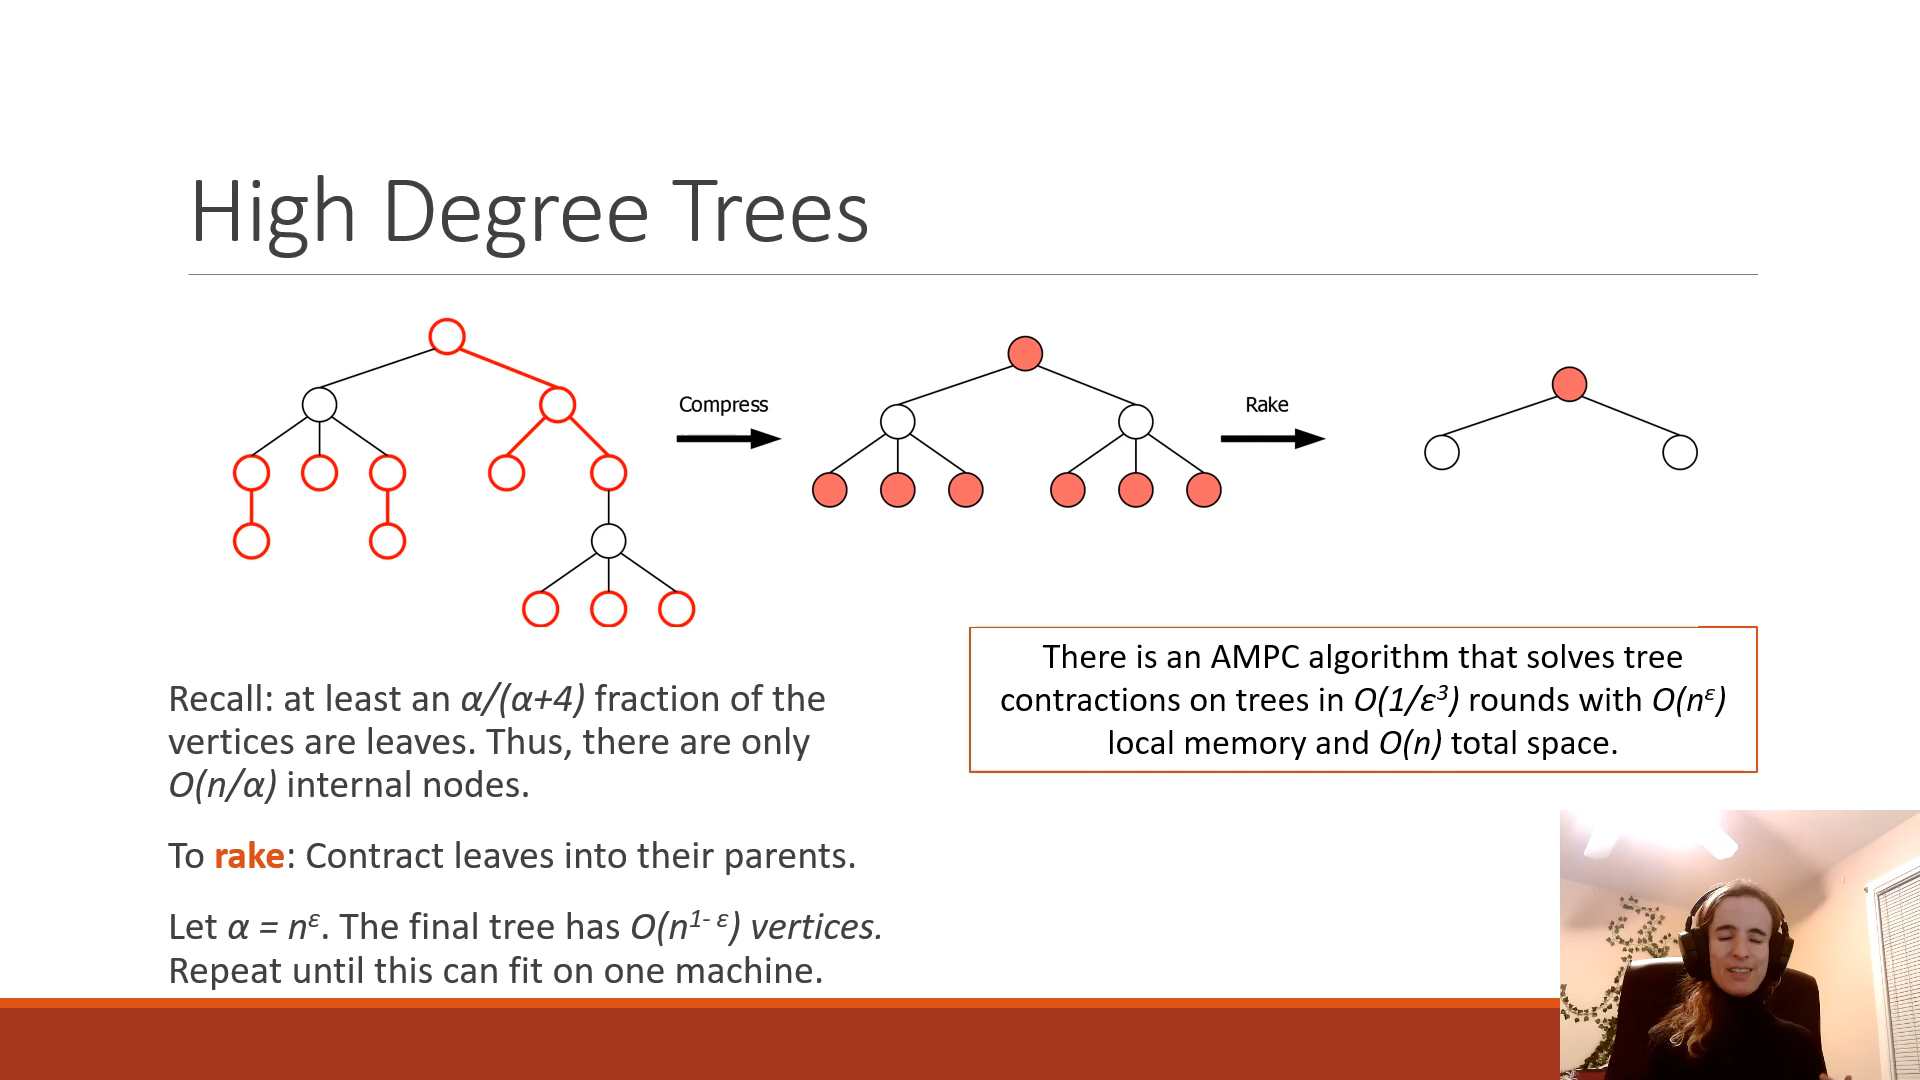 High Degree Trees
Compress
Rake
There is an AMPC algorithm that solves tree
contractions on trees in O(1/ε³) rounds with O(nᵋ)
local memory and O(n) total space.
Recall: at least an α/(α+4) fraction of the
vertices are leaves. Thus, there are only
O(n/α) internal nodes.
To rake: Contract leaves into their parents.
Let α = nᵋ. The final tree has O(n¹⁻ ᵋ) vertices.
Repeat until this can fit on one machine.